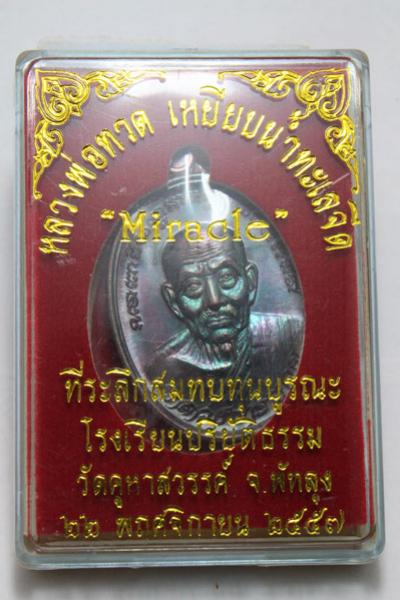 หลวงพ่อทวด เหยียบน้ำทะเลจืด
"Miracle"
ที่ระลึกสมทบทุนบูรณะ
โรงเรียนปริยัติธรรม
วัดคูหาสวรรค์ จ.พัทลุง
๒๒ พฤศจิกายน ๒๕๕๗